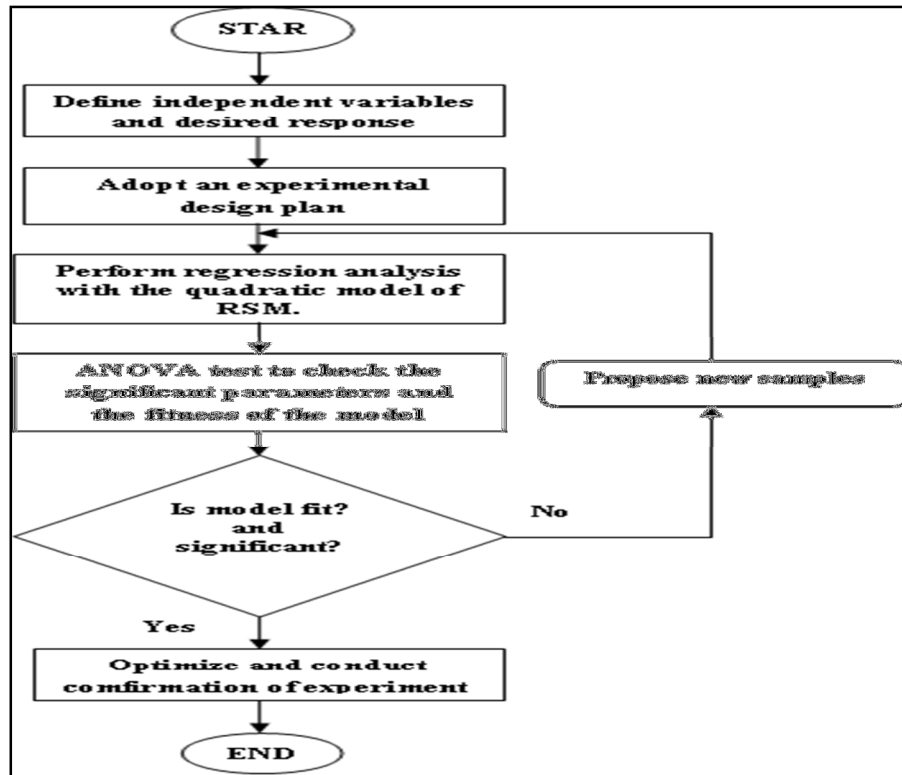 STAR
Define independent variables
and desired response
Adopt an experimental
design plan
Perform regression analysis
with the quadratic model of
RSM.
ANOVA test to check the
significant parameters and
the fitness of the model
Propose new samples
Is model fit?
and
significant?
No
Yes
Optimize and conduct
comfirmation of experiment
END